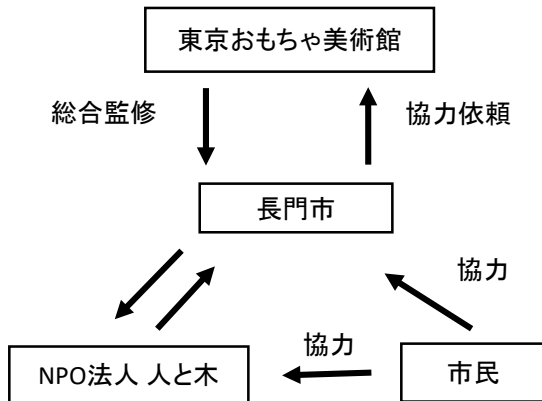 東京おもちゃ美術館
総合監修
協力依頼
長門市
協力
協力
NPO法人 人と木
市民